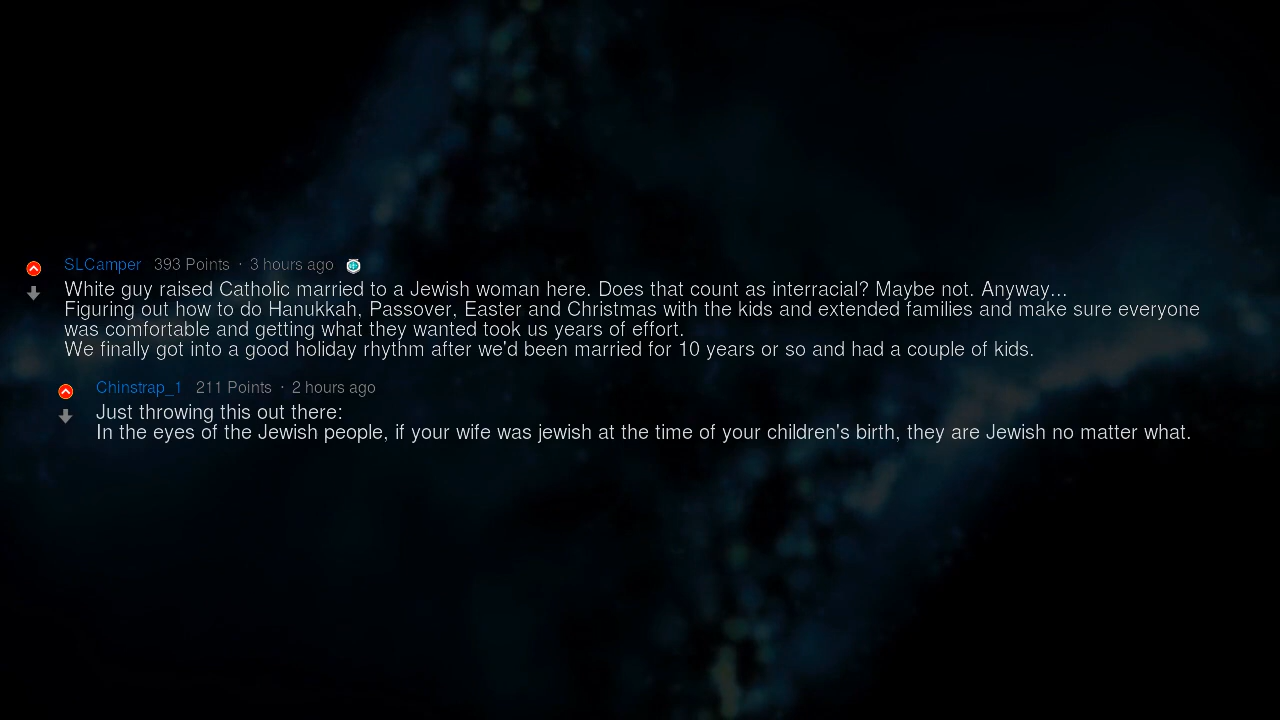 SLCamper 393 Points · 3 hours ago
White guy raised Catholic married to a Jewish woman here. Does that count as interracial? Maybe not. Anyway...
Figuring out how to do Hanukkah, Passover, Easter and Christmas with the kids and extended families and make sure everyone
was comfortable and getting what they wanted took us years of effort.
We finally got into a good holiday rhythm after we'd been married for 10 years or so and had a couple of kids.
Chinstrap_1 211 Points · 2 hours ago
Just throwing this out there:
In the eyes of the Jewish people, if your wife was jewish at the time of your children's birth, they are Jewish no matter what.